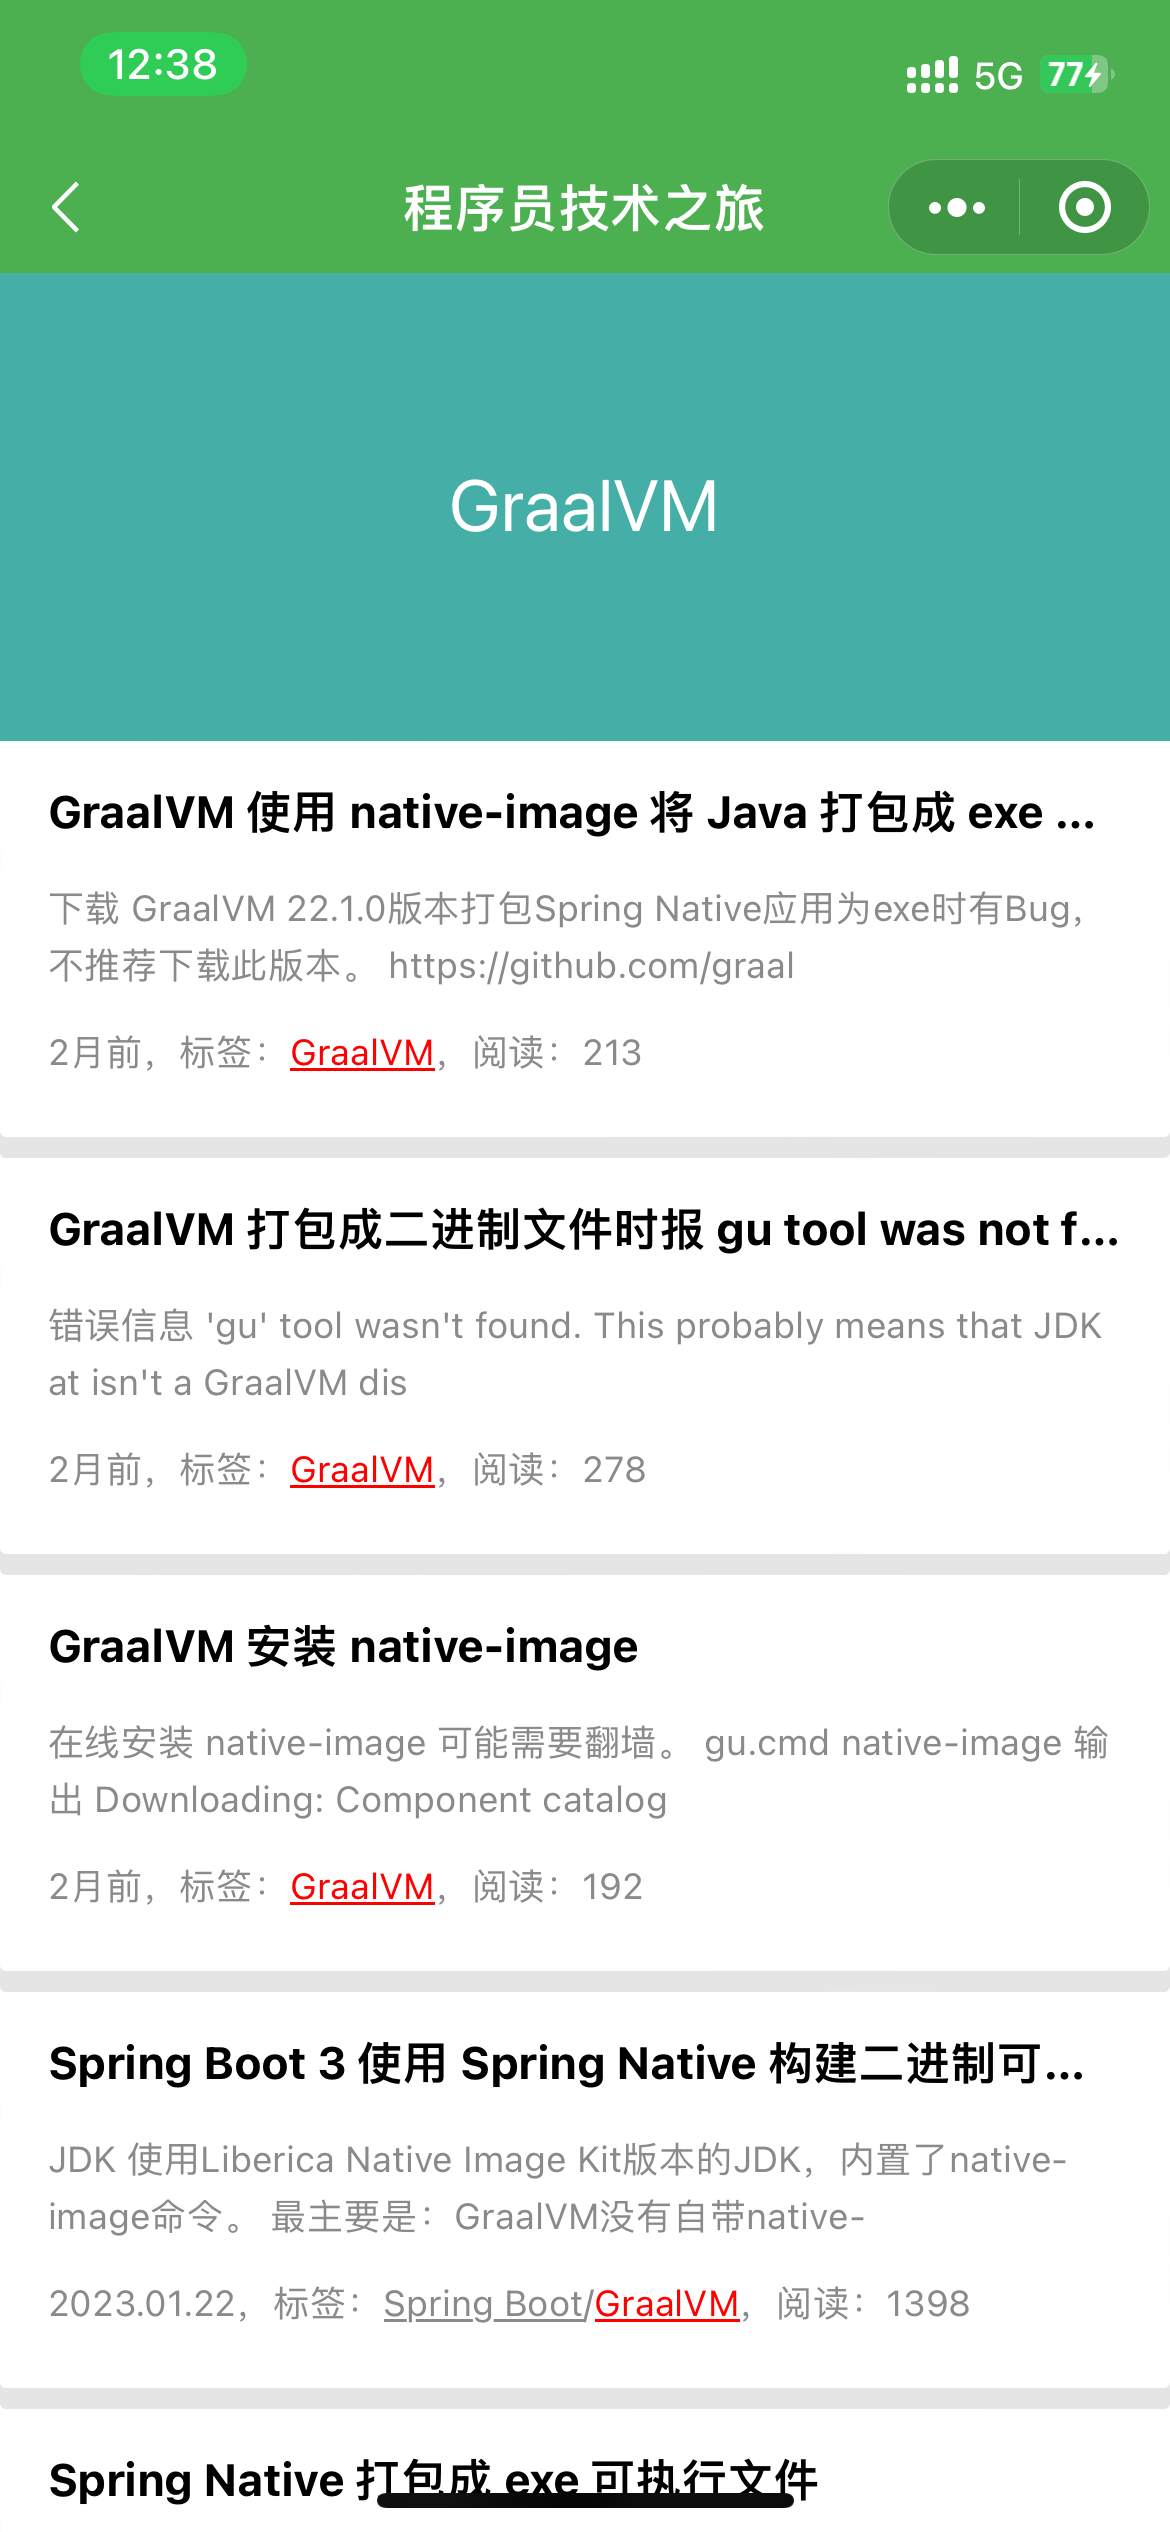 12:38
5G
77
程序员技术之旅
GraalVM
GraalVM 使用 native-image 将 Java 打包成 exe ...
下载 GraalVM 22.1.0版本打包Spring Native应用为exe时有Bug，
不推荐下载此版本。 https://github.com/graal
2月前，标签：GraalVM，阅读：213
GraalVM 打包成二进制文件时报 gu tool was not f...
错误信息 'gu' tool wasn't found. This probably means that JDK
at isn't a GraalVM dis
2月前，标签：GraalVM，阅读：278
GraalVM 安装 native-image
在线安装 native-image 可能需要翻墙。 gu.cmd native-image 输
出 Downloading: Component catalog
2月前，标签：GraalVM，阅读：192
Spring Boot 3 使用 Spring Native 构建二进制可...
JDK 使用Liberica Native Image Kit版本的JDK，内置了native-
image命令。 最主要是：GraalVM没有自带native-
2023.01.22，标签：Spring Boot/GraalVM，阅读：1398
Spring Native 打包成 exe 可执行文件